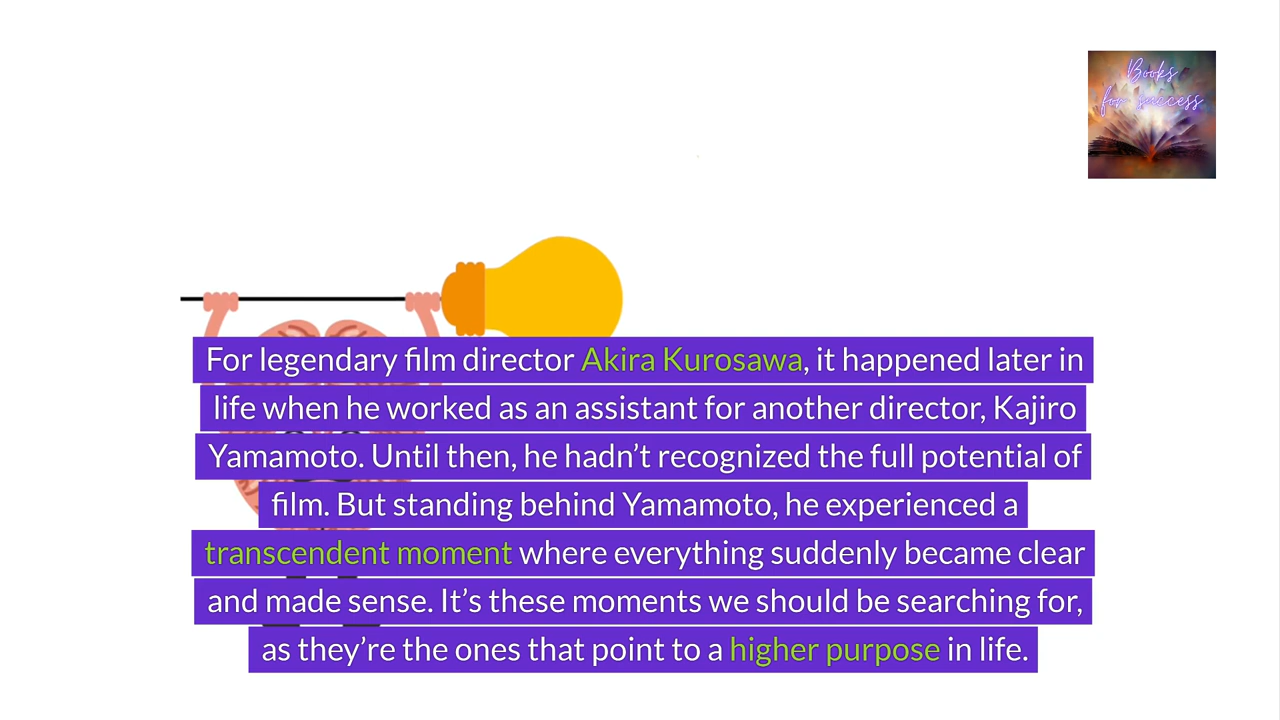 Books
for success
For legendary film director Akira Kurosawa, it happened later in
life when he worked as an assistant for another director, Kajiro
Yamamoto. Until then, he hadn’t recognized the full potential of
film. But standing behind Yamamoto, he experienced a
transcendent moment where everything suddenly became clear
and made sense. It’s these moments we should be searching for,
as they’re the ones that point to a higher purpose in life.